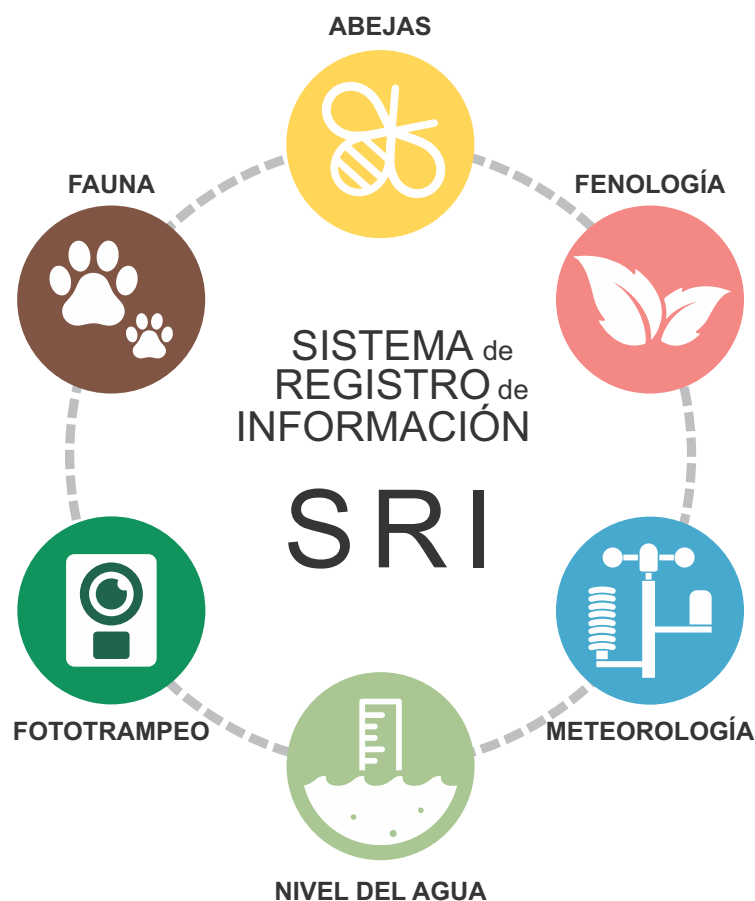 ABEJAS
FAUNA
FENOLOGÍA
SISTEMA de
REGISTRO de
INFORMACIÓN
SRI
FOTOTRAMPEO
METEOROLOGÍA
NIVEL DEL AGUA